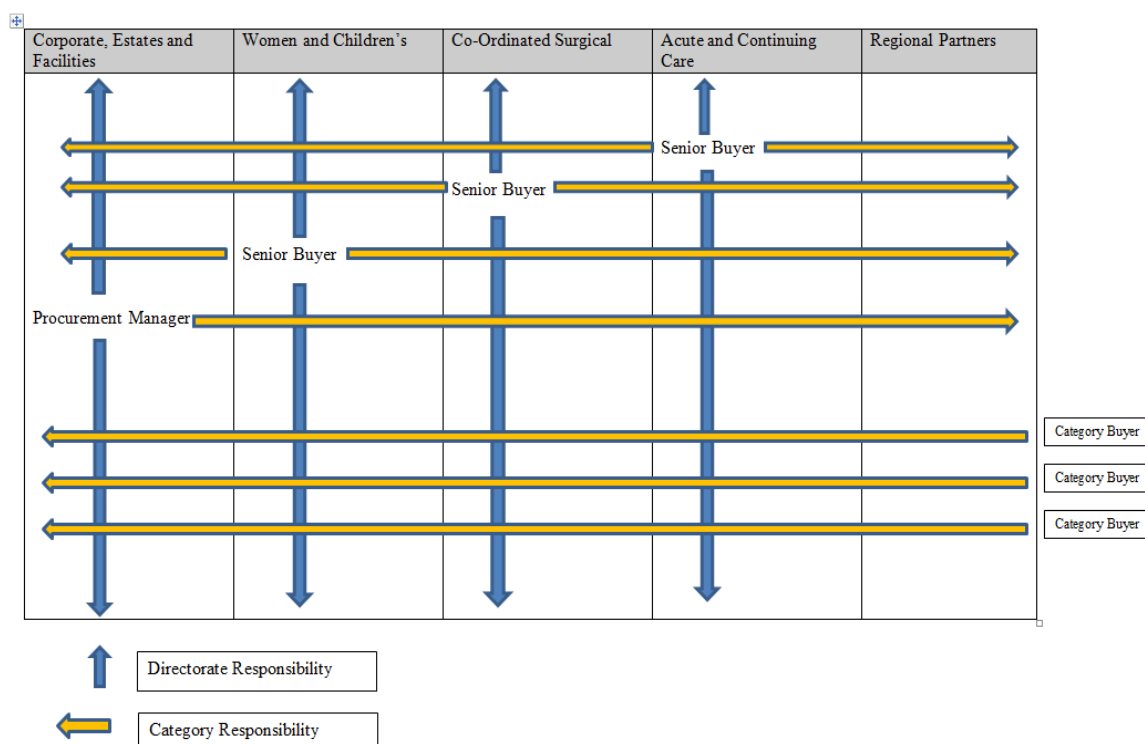 Corporate, Estates and
Facilities
Women and Children's
Co-Ordinated Surgical
Acute and Continuing
Care
Regional Partners
Senior Buyer
Senior Buyer
Senior Buyer
Procurement Manager
Category Buyer
Category Buyer
Category Buyer
Directorate Responsibility
Category Responsibility